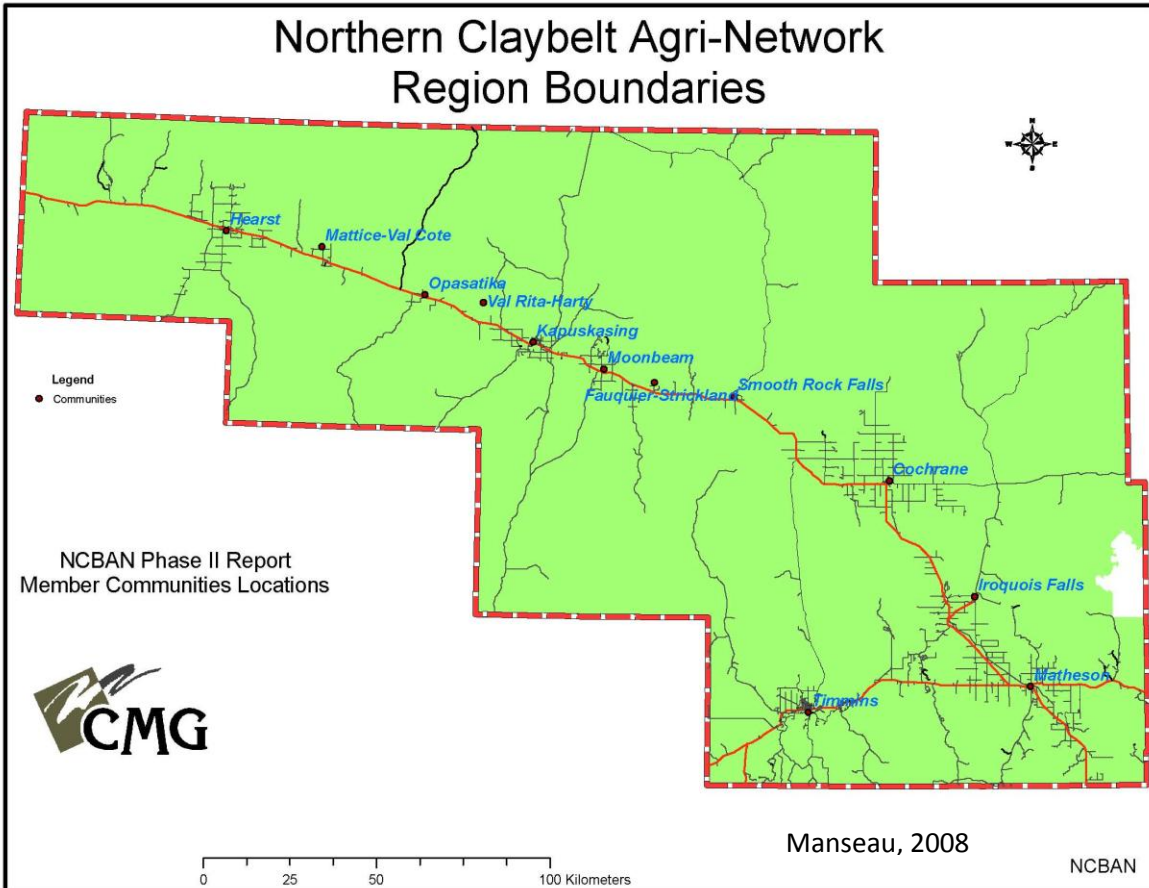 Northern Claybelt Agri-Network
Region Boundaries
N
W E
S
Hearst
Mattice-Val Cote
Opasatika
Val Rita-Harty
Kapuskasing
Moonbeam
Fauquier-Strickland
Smooth Rock Falls
Cochrane
Iroquois Falls
Matheson
Timmins
Legend
Communities
NCBAN Phase II Report
Member Communities Locations
CMG
0 25 50 100 Kilometers
Manseau, 2008
NCBAN